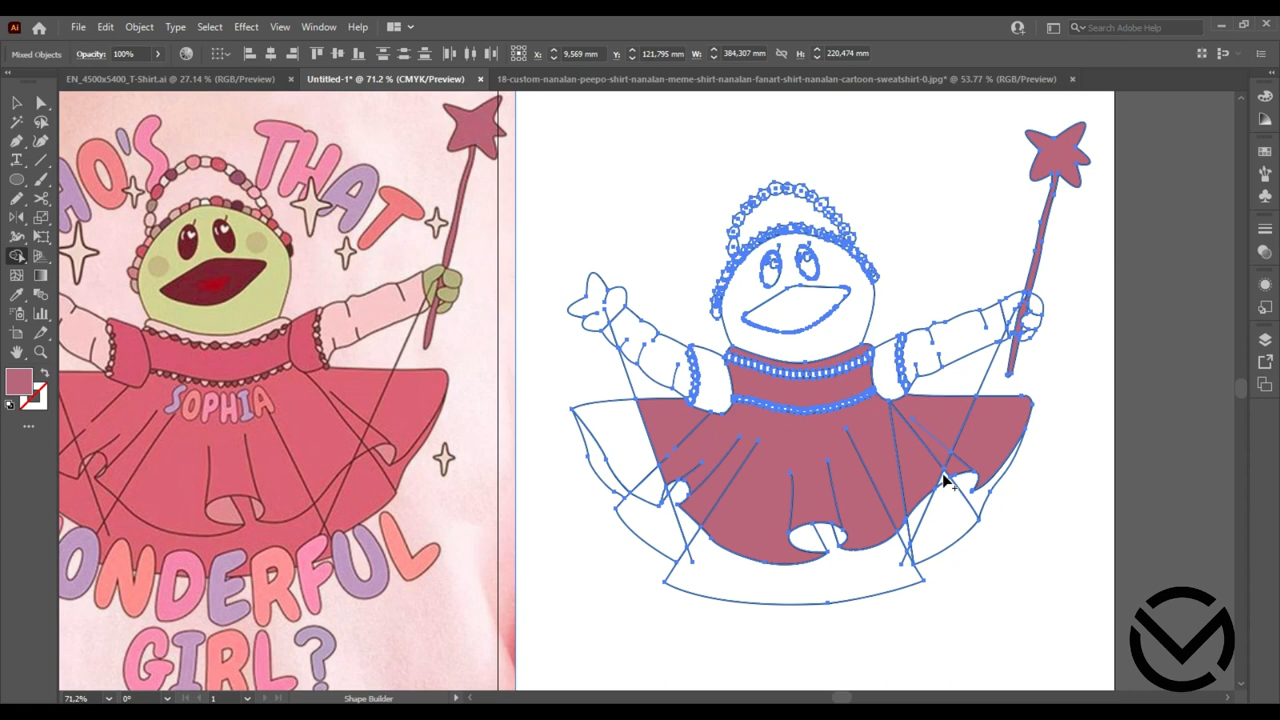 Ai File Edit Object Type Select Effect View Window Help Search Adobe Help
Mixed Objects Opacity: 100% X: 9,569 mm Y: 121,795 mm W: 384,307 mm H: 220,474 mm
EN_4500x5400_T-Shirt.ai @ 27.14 % (RGB/Preview) × Untitled-1* @ 71.2 % (CMYK/Preview) × 18-custom-nanalan-peepo-shirt-nanalan-meme-shirt-nanalan-fanart-shirt-nanalan-cartoon-sweatshirt-0.jpg* @ 53.77 % (RGB/Preview) ×
HO'S THAT
SOPHIA
ONDERFUL
GIRL?
71.2% 0° 1 Shape Builder